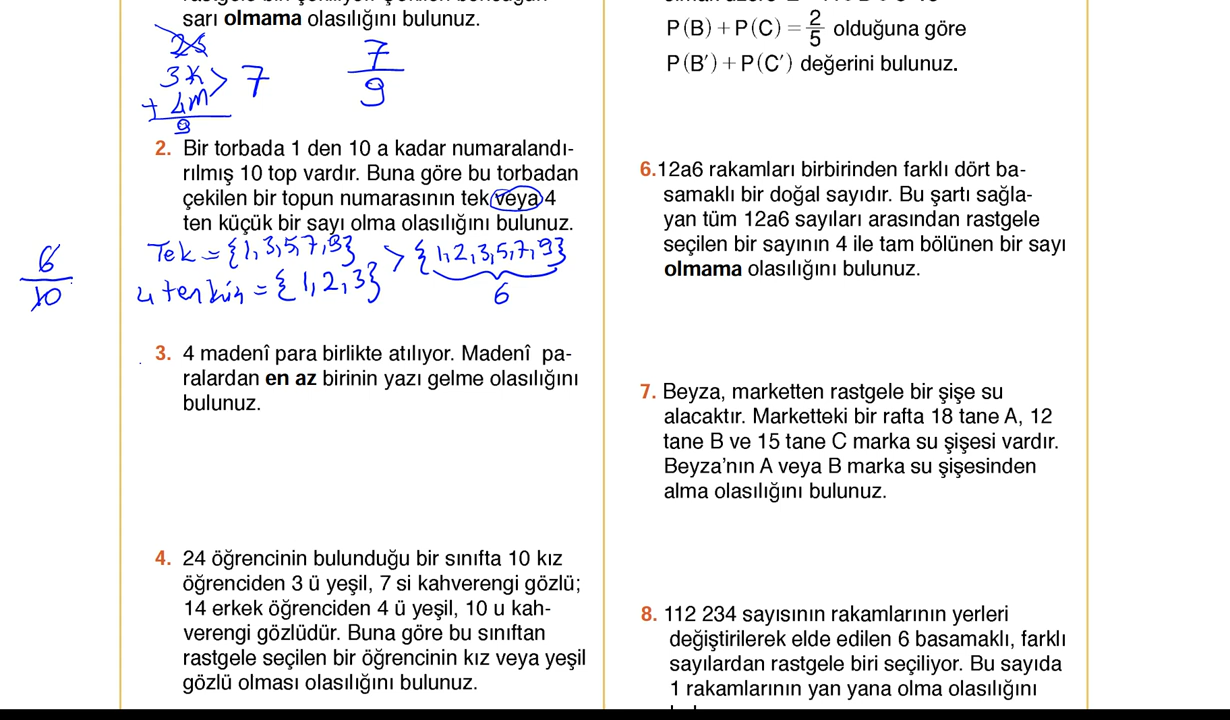 sarı olmama olasılığını bulunuz.
3K
7
+ 4m
9
7
9
2. Bir torbada 1 den 10 a kadar numaralandı-
rılmış 10 top vardır. Buna göre bu torbadan
çekilen bir topun numarasının tek veya 4
ten küçük bir sayı olma olasılığını bulunuz.
Tek = {1,3,5,7,9} > {1,2,3,5,7,9}
4 ten küç = {1,2,3}
6
6
10
3. 4 madenî para birlikte atılıyor. Madenî pa-
ralardan en az birinin yazı gelme olasılığını
bulunuz.
4. 24 öğrencinin bulunduğu bir sınıfta 10 kız
öğrenciden 3 ü yeşil, 7 si kahverengi gözlü;
14 erkek öğrenciden 4 ü yeşil, 10 u kah-
verengi gözlüdür. Buna göre bu sınıftan
rastgele seçilen bir öğrencinin kız veya yeşil
gözlü olması olasılığını bulunuz.
P(B) + P(C) = 2/5 olduğuna göre
P(B′) + P(C′) değerini bulunuz.
6.12a6 rakamları birbirinden farklı dört ba-
samaklı bir doğal sayıdır. Bu şartı sağla-
yan tüm 12a6 sayıları arasından rastgele
seçilen bir sayının 4 ile tam bölünen bir sayı
olmama olasılığını bulunuz.
7. Beyza, marketten rastgele bir şişe su
alacaktır. Marketteki bir rafta 18 tane A, 12
tane B ve 15 tane C marka su şişesi vardır.
Beyza’nın A veya B marka su şişesinden
alma olasılığını bulunuz.
8. 112 234 sayısının rakamlarının yerleri
değiştirilerek elde edilen 6 basamaklı, farklı
sayılardan rastgele biri seçiliyor. Bu sayıda
1 rakamlarının yan yana olma olasılığını